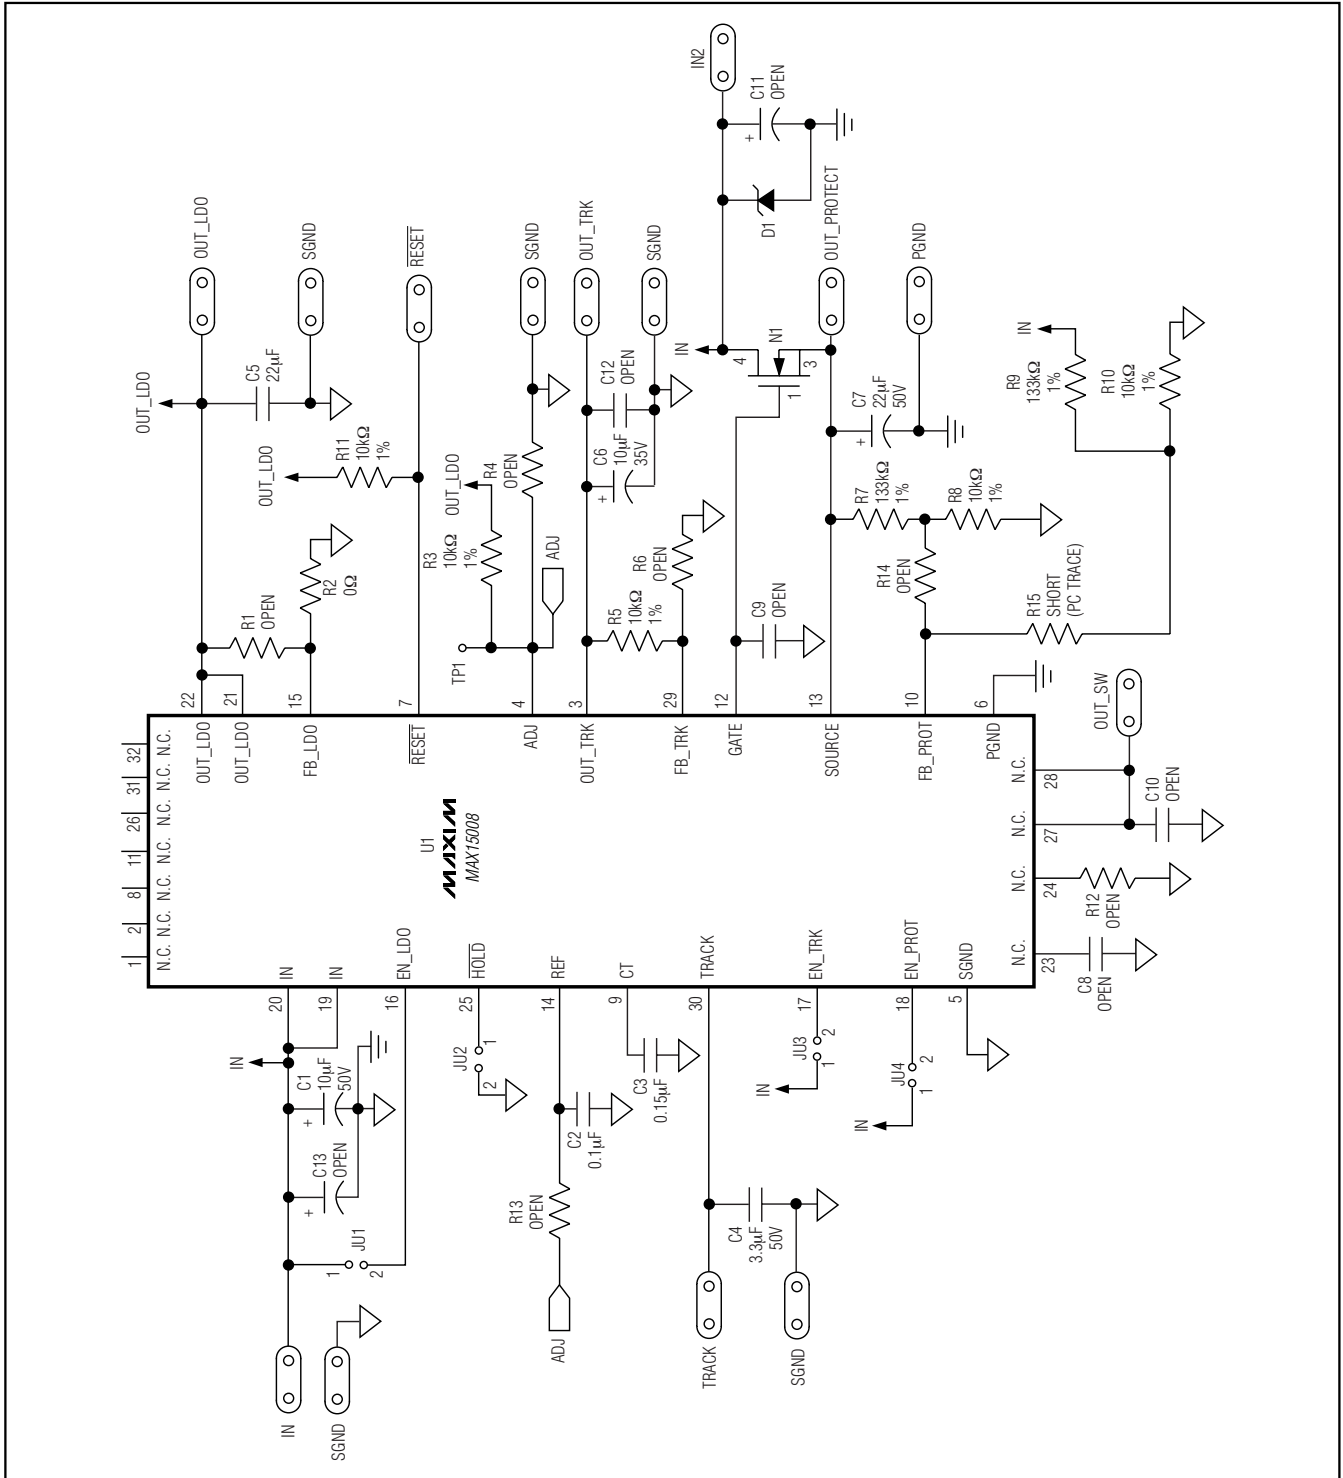 IN
SGND
IN
JU1
1
2
+
C13
OPEN
+
C1
10µF
50V
20
IN
19
IN
16
EN_LDO
JU2
2
1
25
HOLD
ADJ
R13
OPEN
C2
0.1µF
14
REF
C3
0.15µF
9
CT
TRACK
SGND
C4
3.3µF
50V
30
TRACK
IN
JU3
1
2
17
EN_TRK
IN
JU4
1
2
18
EN_PROT
5
SGND
1
N.C.
2
N.C.
8
N.C.
11
N.C.
26
N.C.
31
N.C.
32
N.C.
U1
MAXIM
MAX15008
N.C.
23
C8
OPEN
N.C.
24
R12
OPEN
N.C.
27
N.C.
28
C10
OPEN
OUT_SW
OUT_LDO
22
OUT_LDO
21
FB_LDO
15
R1
OPEN
R2
0Ω
OUT_LDO
C5
22µF
OUT_LDO
SGND
RESET
7
OUT_LDO
R11
10kΩ
1%
RESET
ADJ
4
TP1
R3
10kΩ
1%
OUT_LDO
ADJ
R4
OPEN
SGND
OUT_TRK
3
FB_TRK
29
R5
10kΩ
1%
R6
OPEN
+
C6
10µF
35V
C12
OPEN
OUT_TRK
SGND
GATE
12
C9
OPEN
1
4
3
N1
IN
D1
+
C11
OPEN
IN2
SOURCE
13
R7
133kΩ
1%
R8
10kΩ
1%
+
C7
22µF
50V
OUT_PROTECT
PGND
FB_PROT
10
R14
OPEN
R15
SHORT
(PC TRACE)
R9
133kΩ
1%
IN
R10
10kΩ
1%
PGND
6